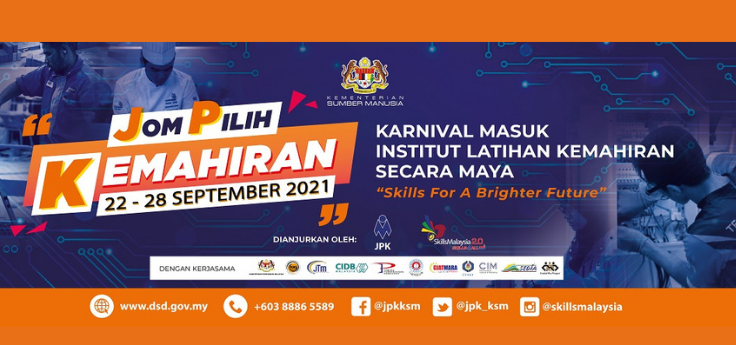 KEMENTERIAN
SUMBER MANUSIA
“JOM PILIH
KEMAHIRAN
22 - 28 SEPTEMBER 2021”
KARNIVAL MASUK
INSTITUT LATIHAN KEMAHIRAN
SECARA MAYA
“Skills For A Brighter Future”
DIANJURKAN OLEH:
JPK
SkillsMalaysia 2.0
DENGAN KERJASAMA
JTM
CIDB
GIATMARA
CIM
www.dsd.gov.my
+603 8886 5589
@jpkksm
@jpk_ksm
@skillsmalaysia